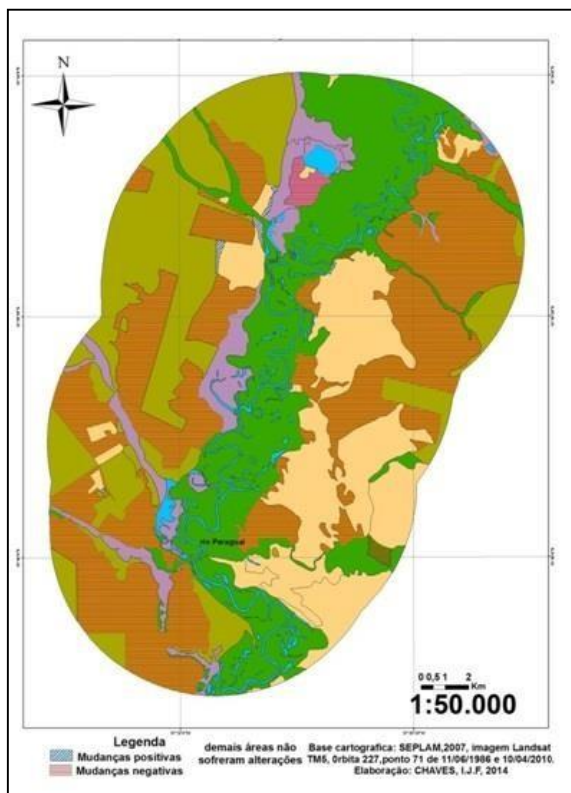 N
rio Paraguai
0 0,5 1 2
Km
1:50.000
Legenda
Mudanças positivas
Mudanças negativas
demais áreas não
sofreram alterações
Base cartografica: SEPLAM,2007, imagem Landsat
TM5, 0rbita 227,ponto 71 de 11/06/1986 e 10/04/2010.
Elaboração: CHAVES, I.J.F, 2014